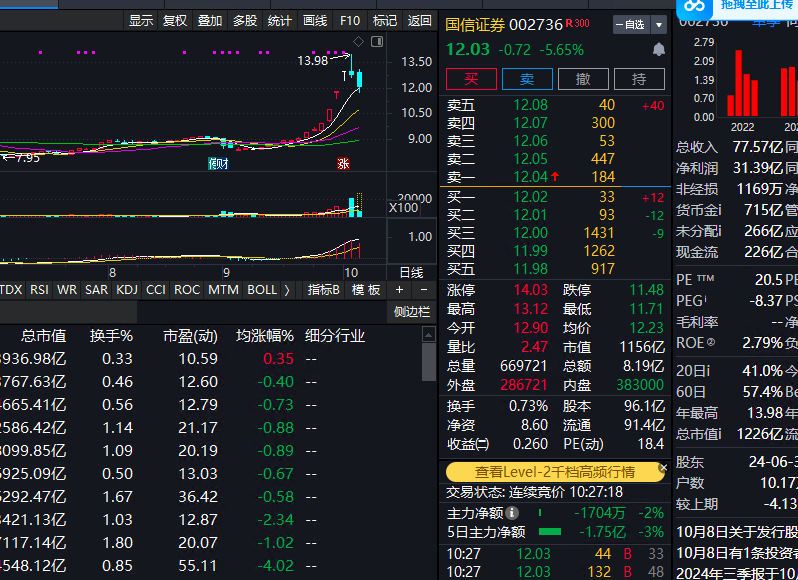 显示 复权 叠加 多股 统计 画线 F10 标记 返回
13.98
13.50
12.00
10.50
9.00
7.95
财
涨
20000
X100
1.00
8 9 10 日线
TDX RSI WR SAR KDJ CCI ROC MTM BOLL 指标B 模板 + −
侧边栏
总市值 换手% 市盈(动) 均涨幅% 细分行业
3936.98亿 0.33 10.59 0.35 --
3767.63亿 0.46 12.60 -0.40 --
4665.41亿 0.56 12.79 -0.73 --
2586.42亿 1.14 21.17 -0.88 --
3099.85亿 1.09 20.19 -0.89 --
5925.09亿 0.50 13.03 -0.67 --
5292.47亿 1.67 36.42 -0.58 --
3421.13亿 1.03 12.87 -2.34 --
7117.14亿 1.80 20.07 -1.02 --
4548.12亿 0.85 55.11 -4.02 --
国信证券 002736 R 300 −自选
12.03 -0.72 -5.65%
买 卖 撤 持
卖五 12.08 40 +40
卖四 12.07 300
卖三 12.06 53
卖二 12.05 447
卖一 12.04 184
买一 12.02 33 +12
买二 12.01 93 -12
买三 12.00 1431 -9
买四 11.99 1262
买五 11.98 917
涨停 14.03 跌停 11.48
最高 13.12 最低 11.71
今开 12.90 均价 12.23
量比 2.47 市值 1156亿
总量 669721 总额 8.19亿
外盘 286721 内盘 383000
换手 0.73% 股本 96.1亿
净资 8.60 流通 91.4亿
收益㈡ 0.260 PE(动) 18.4
查看Level-2千档高频行情
交易状态: 连续竞价 10:27:18
主力净额 -1704万 -2%
5日主力净额 -1.75亿 -3%
10:27 12.03 44 B 33
10:27 12.03 132 B 48
拖拽至此上传
2.79
2.09
1.39
0.70
0.00
2022
总收入 77.57亿 同
净利润 31.39亿 同
非经损 1169万 净
货币金i 715亿 管
未分配i 266亿 应
现金流 226亿 合
PE TTM 20.5 PE
PEG -8.37 PS
毛利率 -- 净
ROE② 2.79% 负
20日i 41.0% 今
60日 57.4% Be
年最高 13.98 年
总市值i 1226亿 流
股东 24-06-3
户数 10.17
较上期 -4.13
10月8日关于发行股
10月8日有1条投资者
2024年三季报于10